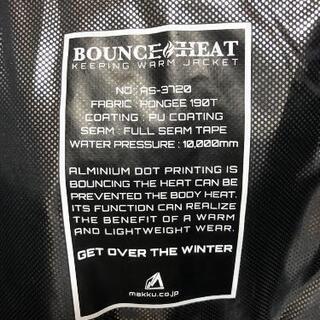 BOUNCE HEAT
KEEPING WARM JACKET
NO : AS-3720
FABRIC : PONGEE 190T
COATING : PU COATING
SEAM : FULL SEAM TAPE
WATER PRESSURE : 10,000mm
ALMINIUM DOT PRINTING IS
BOUNCING THE HEAT CAN BE
PREVENTED THE BODY HEAT.
ITS FUNCTION CAN REALIZE
THE BENEFIT OF A WARM
AND LIGHTWEIGHT WEAR.
GET OVER THE WINTER
makku.co.jp